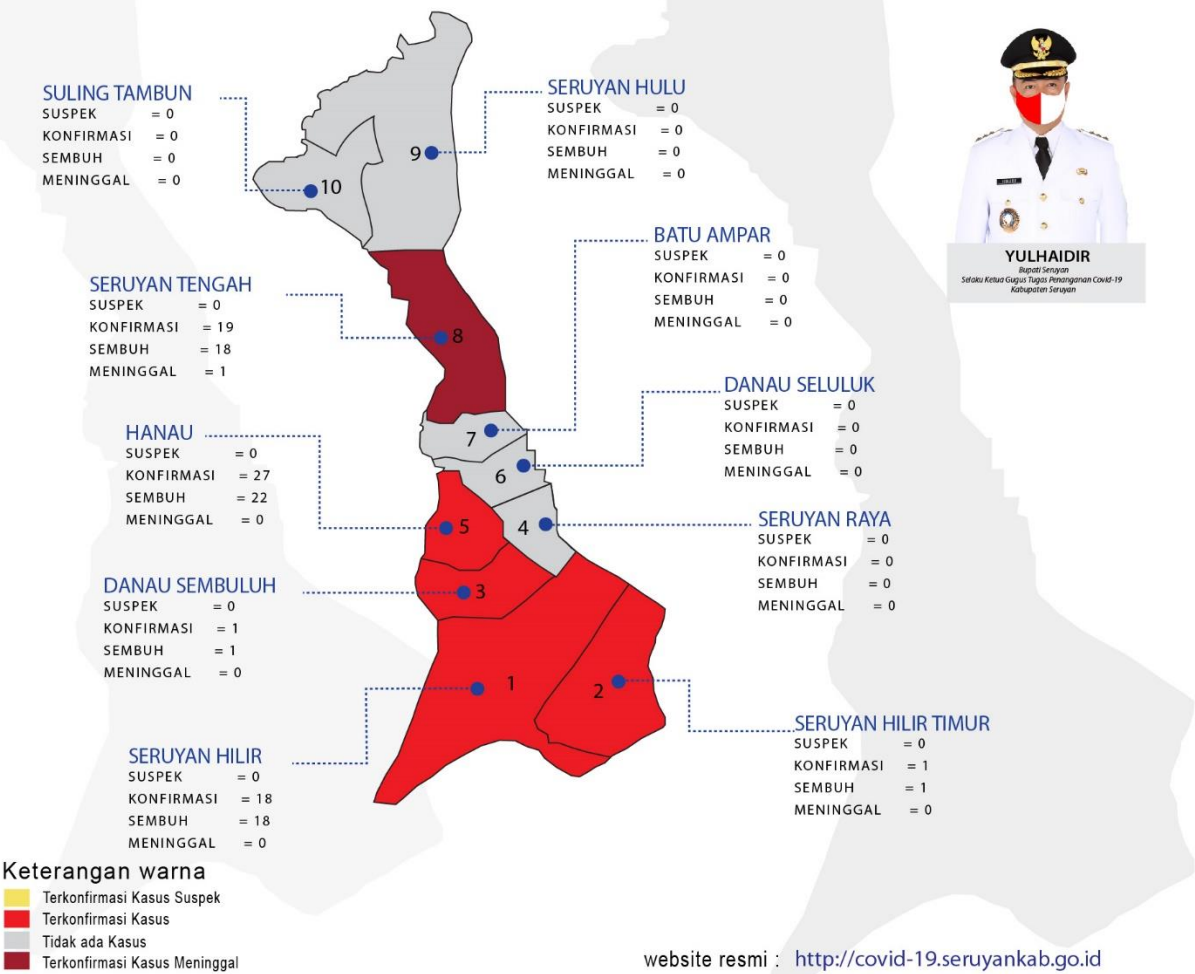 SULING TAMBUN
SUSPEK = 0
KONFIRMASI = 0
SEMBUH = 0
MENINGGAL = 0
SERUYAN HULU
SUSPEK = 0
KONFIRMASI = 0
SEMBUH = 0
MENINGGAL = 0
YULHAIDIR
Bupati Seruyan
Selaku Ketua Gugus Tugas Penanganan Covid-19
Kabupaten Seruyan
9
10
BATU AMPAR
SUSPEK = 0
KONFIRMASI = 0
SEMBUH = 0
MENINGGAL = 0
SERUYAN TENGAH
SUSPEK = 0
KONFIRMASI = 19
SEMBUH = 18
MENINGGAL = 1
8
DANAU SELULUK
SUSPEK = 0
KONFIRMASI = 0
SEMBUH = 0
MENINGGAL = 0
HANAU
SUSPEK = 0
KONFIRMASI = 27
SEMBUH = 22
MENINGGAL = 0
7
6
5
4
SERUYAN RAYA
SUSPEK = 0
KONFIRMASI = 0
SEMBUH = 0
MENINGGAL = 0
DANAU SEMBULUH
SUSPEK = 0
KONFIRMASI = 1
SEMBUH = 1
MENINGGAL = 0
3
1
2
SERUYAN HILIR TIMUR
SUSPEK = 0
KONFIRMASI = 1
SEMBUH = 1
MENINGGAL = 0
SERUYAN HILIR
SUSPEK = 0
KONFIRMASI = 18
SEMBUH = 18
MENINGGAL = 0
Keterangan warna
Terkonfirmasi Kasus Suspek
Terkonfirmasi Kasus
Tidak ada Kasus
Terkonfirmasi Kasus Meninggal
website resmi : http://covid-19.seruyankab.go.id